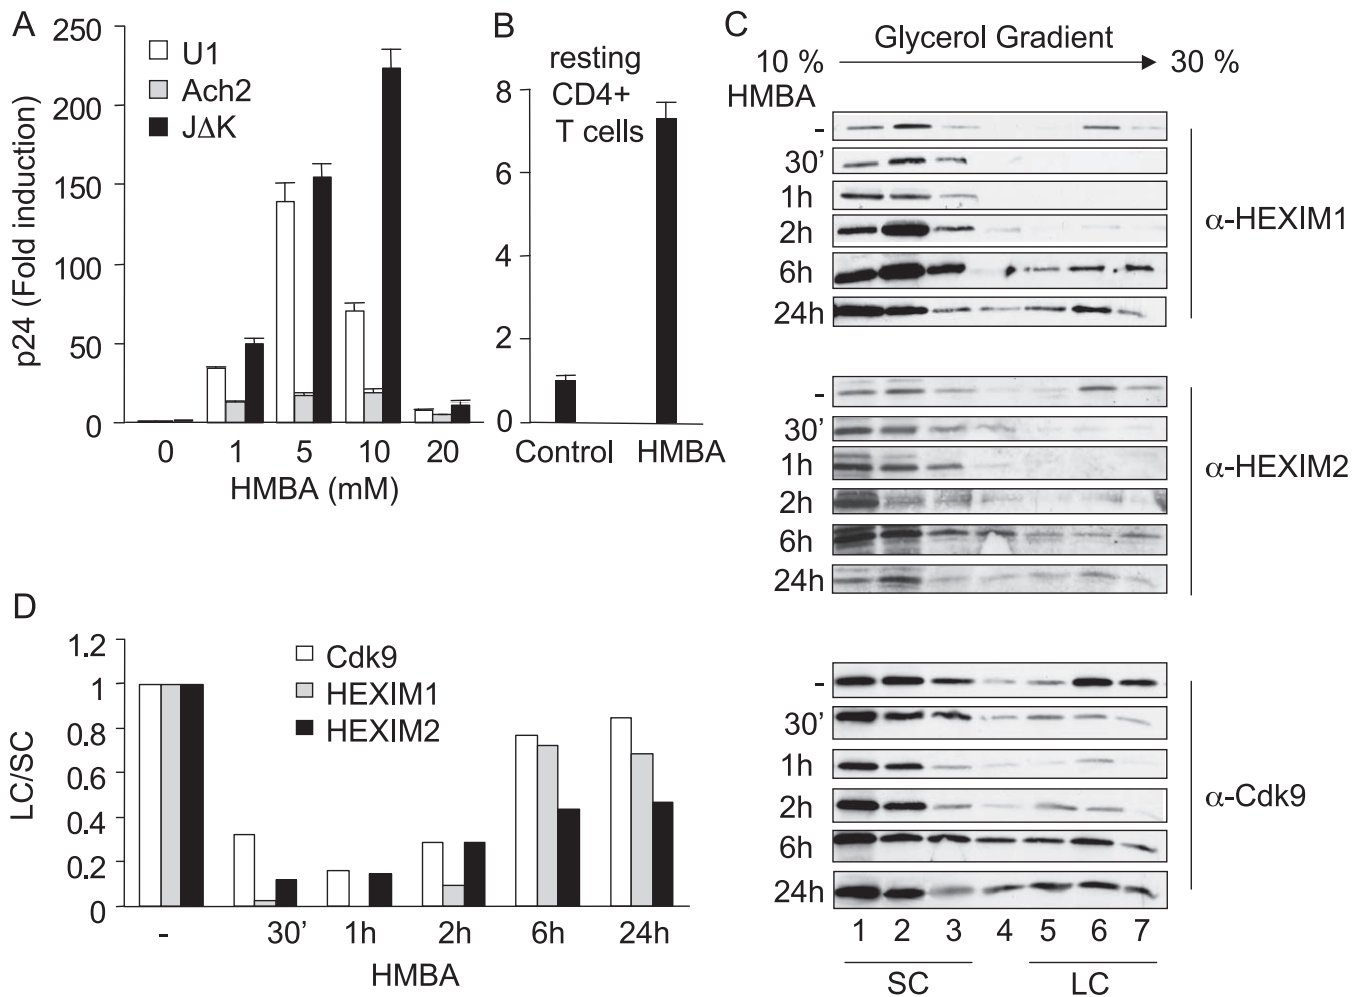 A
250
200
150
100
50
0
p24 (Fold induction)
U1
Ach2
JΔK
0 1 5 10 20
HMBA (mM)
B
resting
CD4+
T cells
8
6
4
2
0
Control HMBA
C
Glycerol Gradient
10 % 30 %
HMBA
-
30'
1h
2h
6h
24h
α-HEXIM1
-
30'
1h
2h
6h
24h
α-HEXIM2
-
30'
1h
2h
6h
24h
α-Cdk9
1 2 3 4 5 6 7
SC LC
D
1.2
1
0.8
0.6
0.4
0.2
0
LC/SC
Cdk9
HEXIM1
HEXIM2
- 30' 1h 2h 6h 24h
HMBA